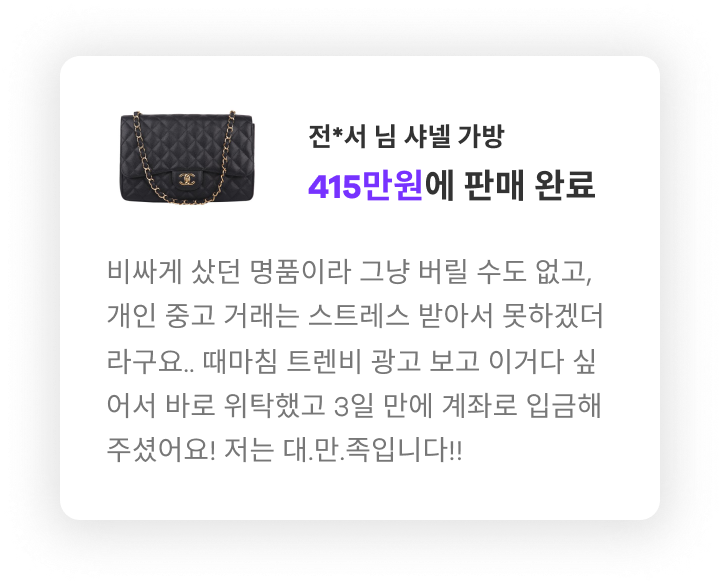 전*서 님 샤넬 가방
415만원에 판매 완료
비싸게 샀던 명품이라 그냥 버릴 수도 없고,
개인 중고 거래는 스트레스 받아서 못하겠더
라구요.. 때마침 트렌비 광고 보고 이거다 싶
어서 바로 위탁했고 3일 만에 계좌로 입금해
주셨어요! 저는 대.만.족입니다!!